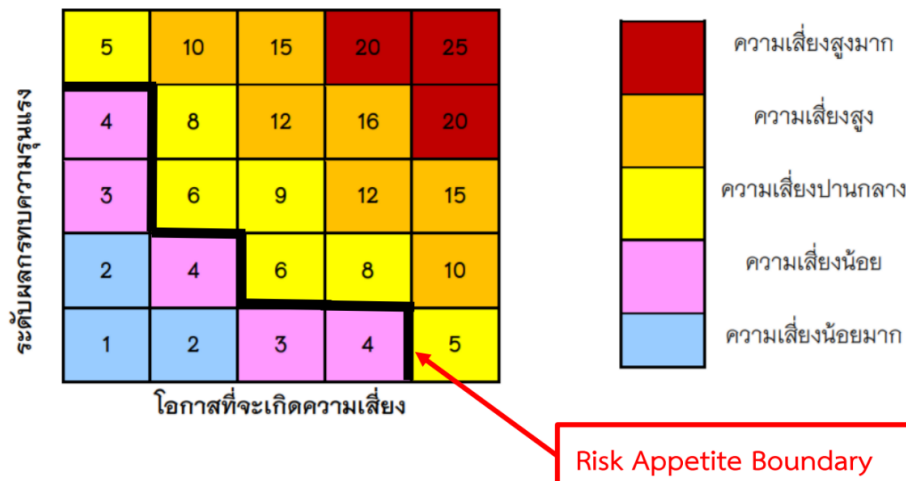 ระดับผลกระทบความรุนแรง
5 10 15 20 25
4 8 12 16 20
3 6 9 12 15
2 4 6 8 10
1 2 3 4 5
โอกาสที่จะเกิดความเสี่ยง
ความเสี่ยงสูงมาก
ความเสี่ยงสูง
ความเสี่ยงปานกลาง
ความเสี่ยงน้อย
ความเสี่ยงน้อยมาก
Risk Appetite Boundary